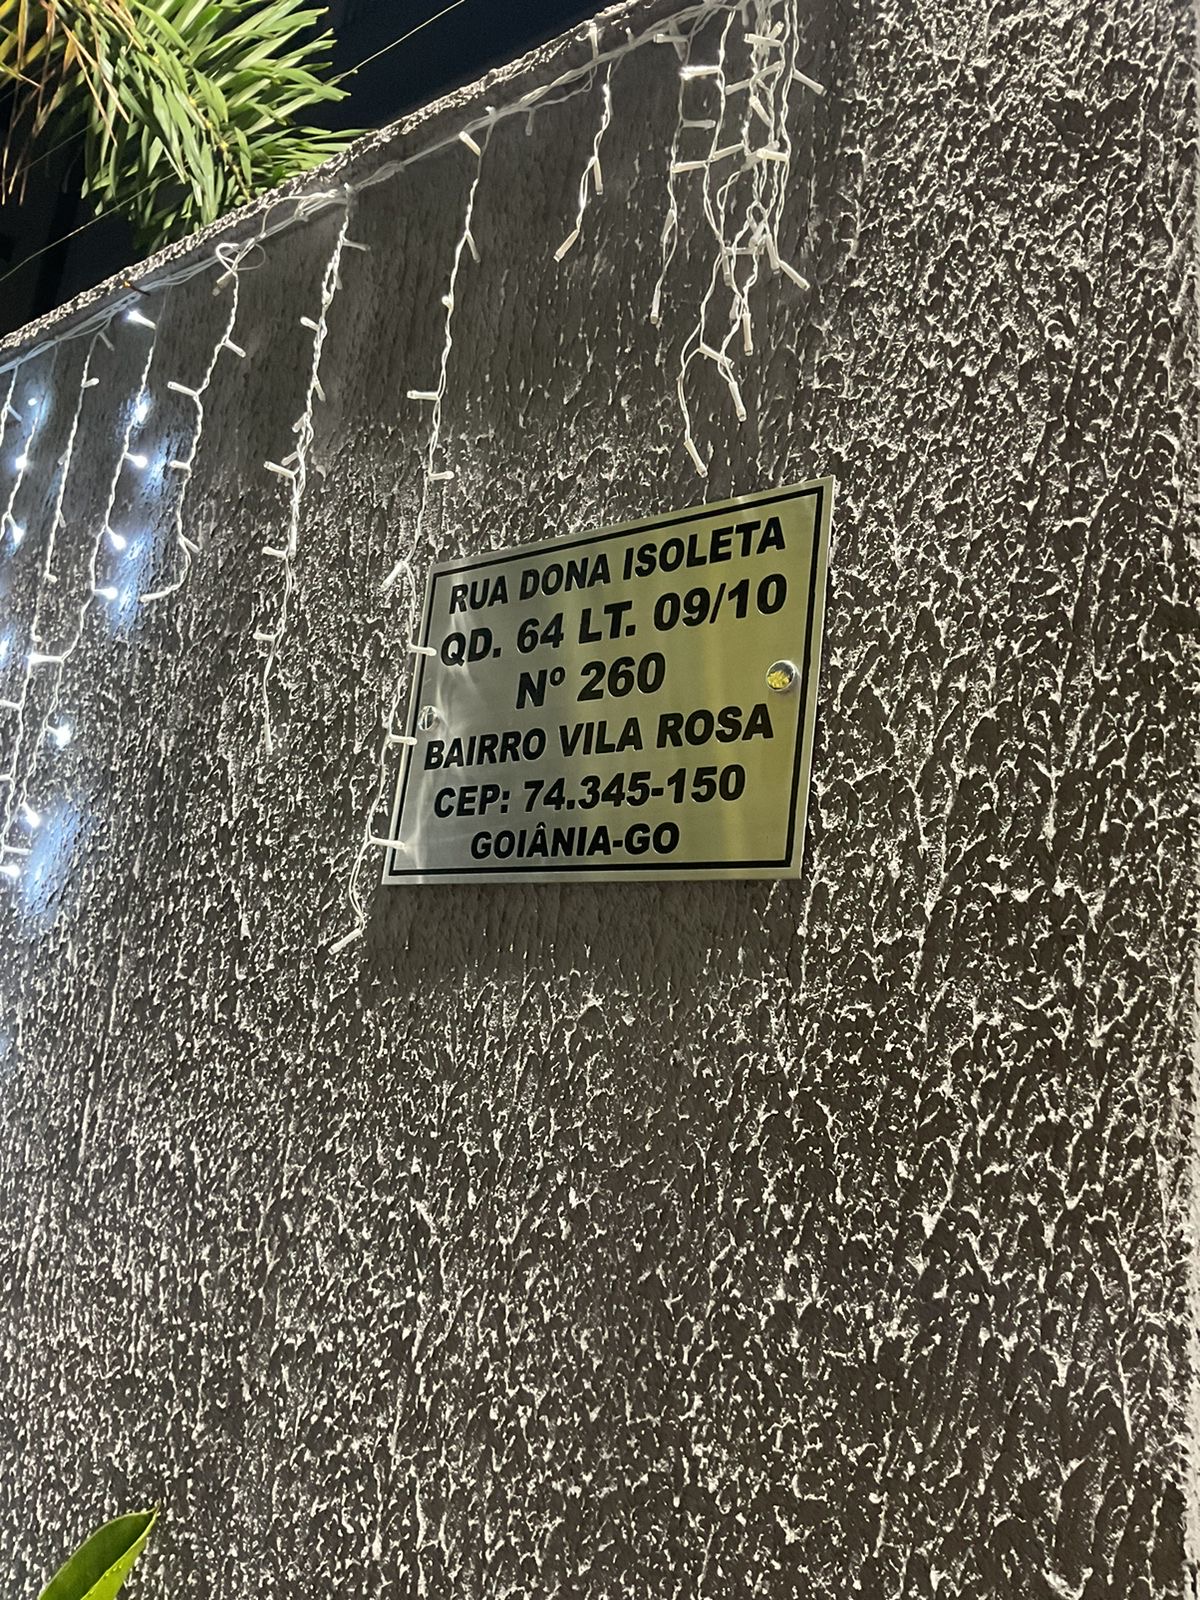 RUA DONA ISOLETA
QD. 64 LT. 09/10
Nº 260
BAIRRO VILA ROSA
CEP: 74.345-150
GOIÂNIA-GO